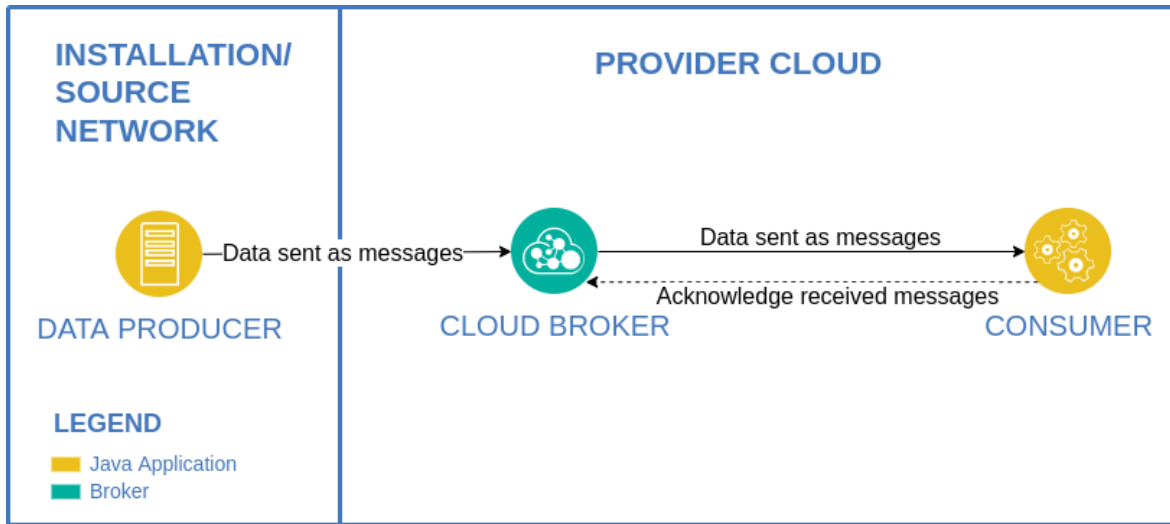 INSTALLATION/
SOURCE
NETWORK
PROVIDER CLOUD
Data sent as messages
Data sent as messages
Acknowledge received messages
DATA PRODUCER
CLOUD BROKER
CONSUMER
LEGEND
Java Application
Broker